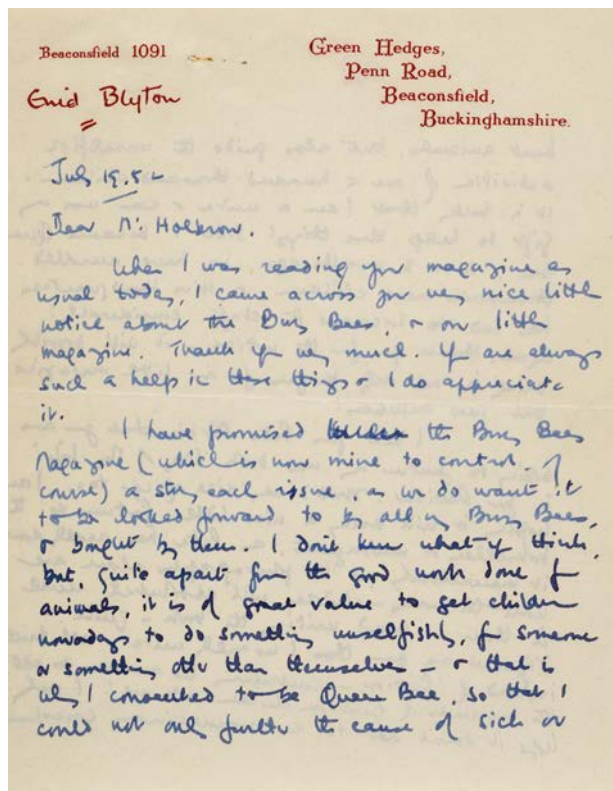 Beaconsfield 1091
Green Hedges,
Penn Road,
Beaconsfield,
Buckinghamshire.
Enid Blyton
July 19. 52
Dear Mr
When I was reading your magazine as
usual today, I came across your very nice little
notice about the Busy Bees, & our little
magazine. Thank you very much. You are always
such a help in these things & I do appreciate
it.
I have promised the Busy Bees
Magazine (which is now mine to control, of
course) a story each issue, as we do want it
to be looked forward to by all my Busy Bees,
& bought by them. I don't know what you think,
but, quite apart from the good work done for
animals, it is of great value to get children
nowadays to do something unselfishly, for someone
or something other than themselves & that is
why I consented to be Queen Bee, so that I
could not only further the cause of sick or